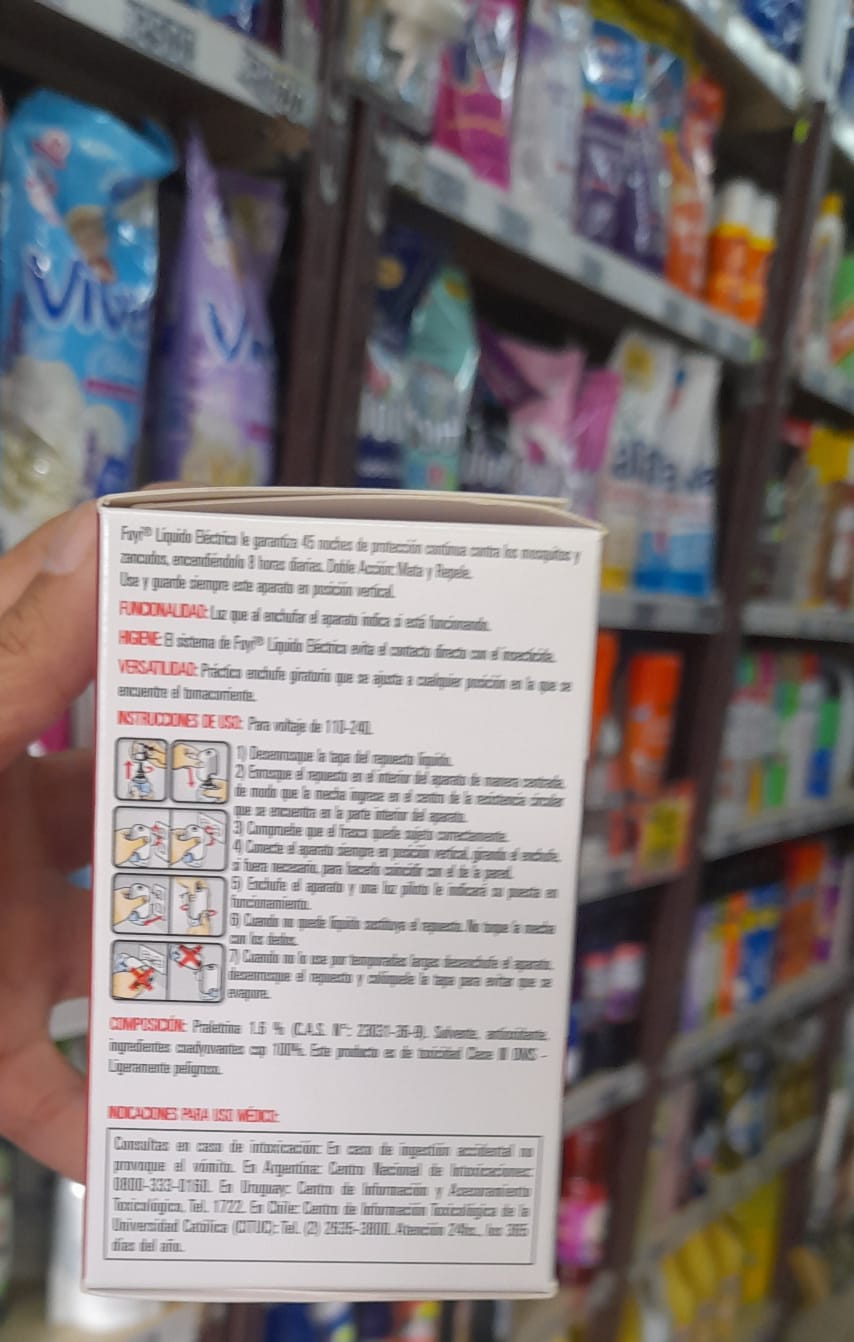 Fuyi® Líquido Eléctrico le garantiza 45 noches de protección continua contra los mosquitos y
zancudos, encendiéndolo 8 horas diarias. Doble Acción: Mata y Repele.
Use y guarde siempre este aparato en posición vertical.
FUNCIONALIDAD: Luz que al enchufar el aparato indica si está funcionando.
HIGIENE: El sistema de Fuyi® Líquido Eléctrico evita el contacto directo con el insecticida.
VERSATILIDAD: Práctico enchufe giratorio que se ajusta a cualquier posición en la que se
encuentre el tomacorriente.
INSTRUCCIONES DE USO: Para voltaje de 110-240.
1) Desenrosque la tapa del repuesto líquido.
2) Enrosque el repuesto en el interior del aparato de manera centrada,
de modo que la mecha ingrese en el centro de la resistencia circular
que se encuentra en la parte interior del aparato.
3) Compruebe que el frasco quede sujeto correctamente.
4) Conecte el aparato siempre en posición vertical, girando el enchufe,
si fuera necesario, para hacerlo coincidir con el de la pared.
5) Enchufe el aparato y una luz piloto le indicará su puesta en
funcionamiento.
6) Cuando no quede líquido sustituya el repuesto. No toque la mecha
con los dedos.
7) Cuando no lo use por temporadas largas desenchufe el aparato,
desenrosque el repuesto y colóquele la tapa para evitar que se
evapore.
COMPOSICIÓN: Praletrina 1.6 % (C.A.S. Nº: 23031-36-9). Solvente, antioxidante,
ingredientes coadyuvantes csp 100%. Este producto es de toxicidad Clase III OMS -
Ligeramente peligroso.
INDICACIONES PARA USO MÉDICO:
Consultas en caso de intoxicación: En caso de ingestión accidental no
provoque el vómito. En Argentina: Centro Nacional de Intoxicaciones:
0800-333-0160. En Uruguay: Centro de Información y Asesoramiento
Toxicológico, Tel. 1722. En Chile: Centro de Información Toxicológica de la
Universidad Católica (CITUC): Tel. (2) 2635-3800. Atención 24hs., los 365
días del año.